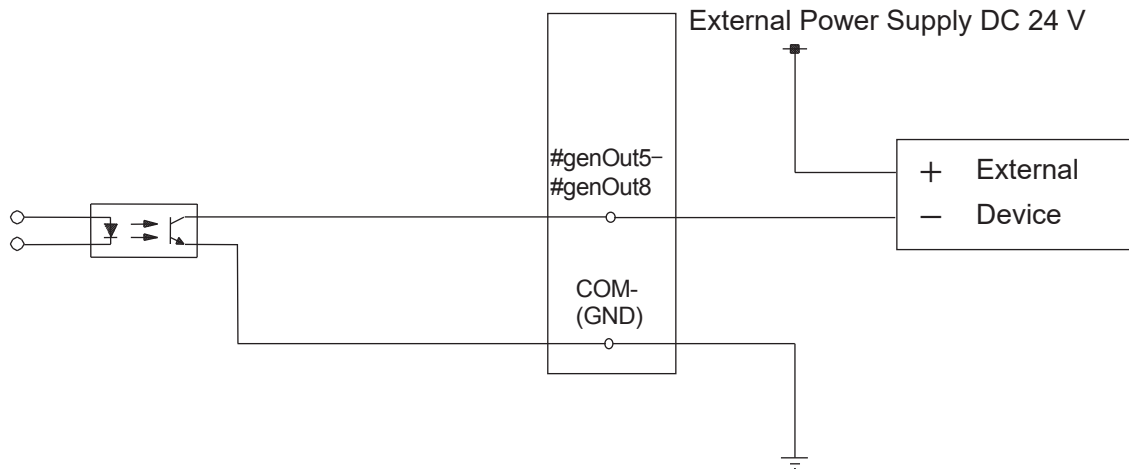 External Power Supply DC 24 V
#genOut5−
#genOut8
+ External
− Device
COM-
(GND)